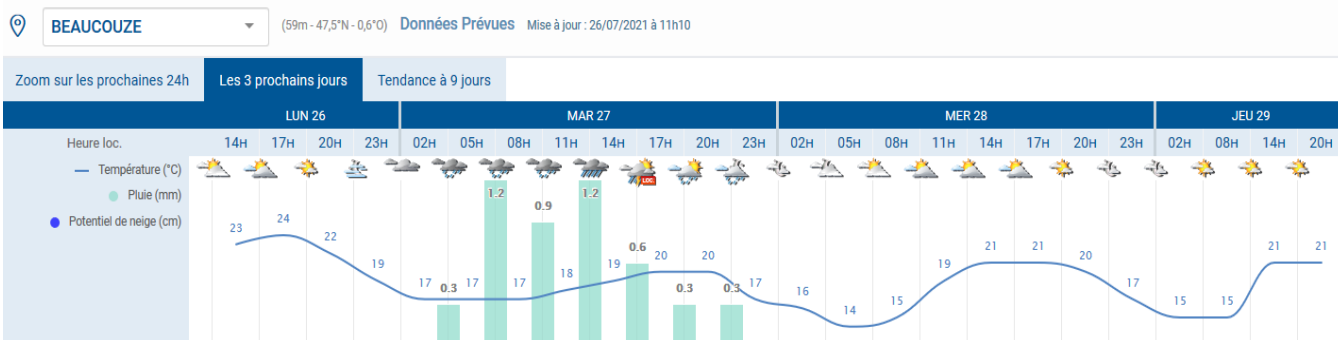 BEAUCOUZE (59m - 47,5°N - 0,6°O) Données Prévues Mise à jour : 26/07/2021 à 11h10
Zoom sur les prochaines 24h Les 3 prochains jours Tendance à 9 jours
LUN 26 MAR 27 MER 28 JEU 29
Heure loc. 14H 17H 20H 23H 02H 05H 08H 11H 14H 17H 20H 23H 02H 05H 08H 11H 14H 17H 20H 23H 02H 08H 14H 20H
Température (°C)
Pluie (mm)
Potentiel de neige (cm)
LOC.
1.2 0.9 1.2 0.6 0.3 0.3 0.3
23 24 22 19 17 17 17 18 19 20 20 17 16 14 15 19 21 21 20 17 15 15 21 21